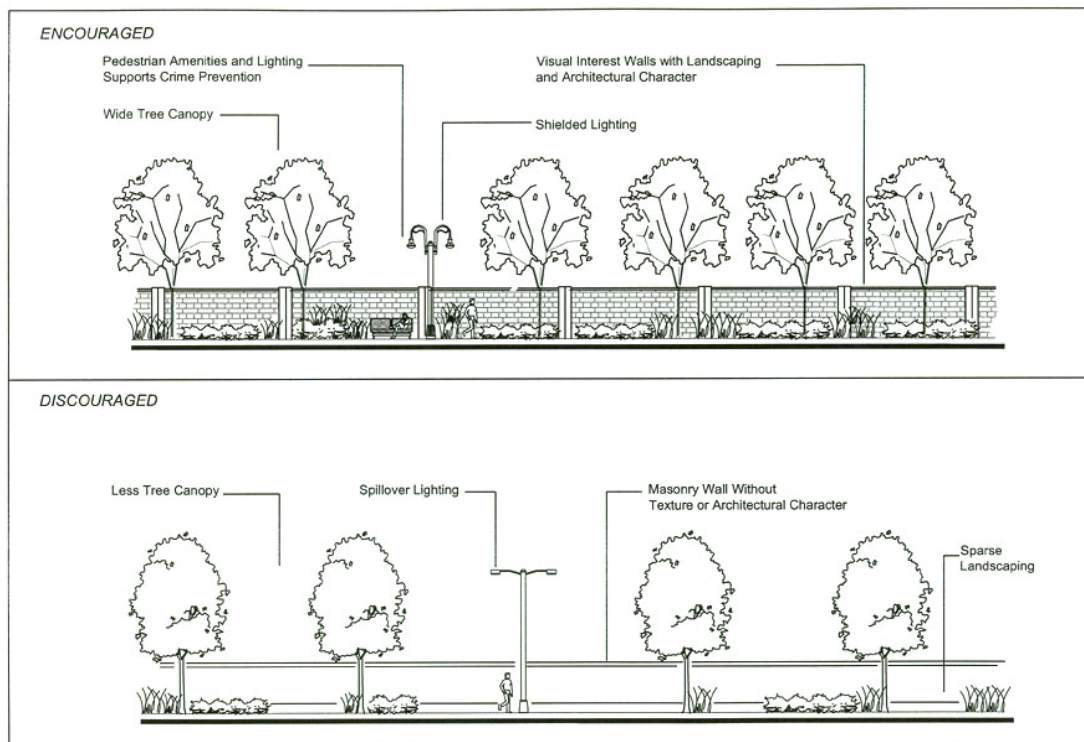 ENCOURAGED
Pedestrian Amenities and Lighting
Supports Crime Prevention
Visual Interest Walls with Landscaping
and Architectural Character
Wide Tree Canopy
Shielded Lighting
DISCOURAGED
Less Tree Canopy
Spillover Lighting
Masonry Wall Without
Texture or Architectural Character
Sparse
Landscaping